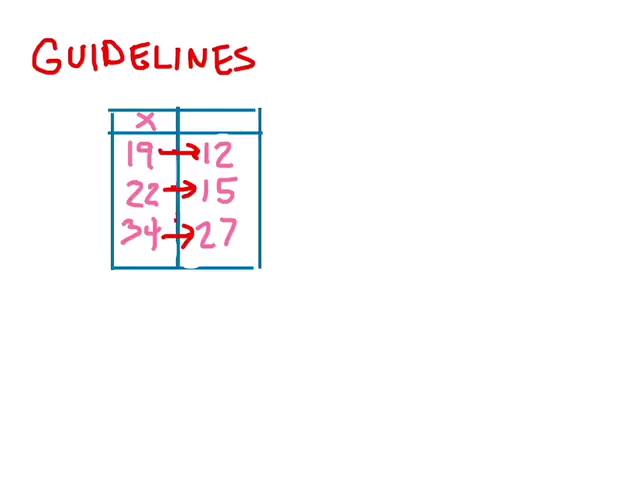 GUIDELINES
x
19 → 12
22 → 15
34 → 27